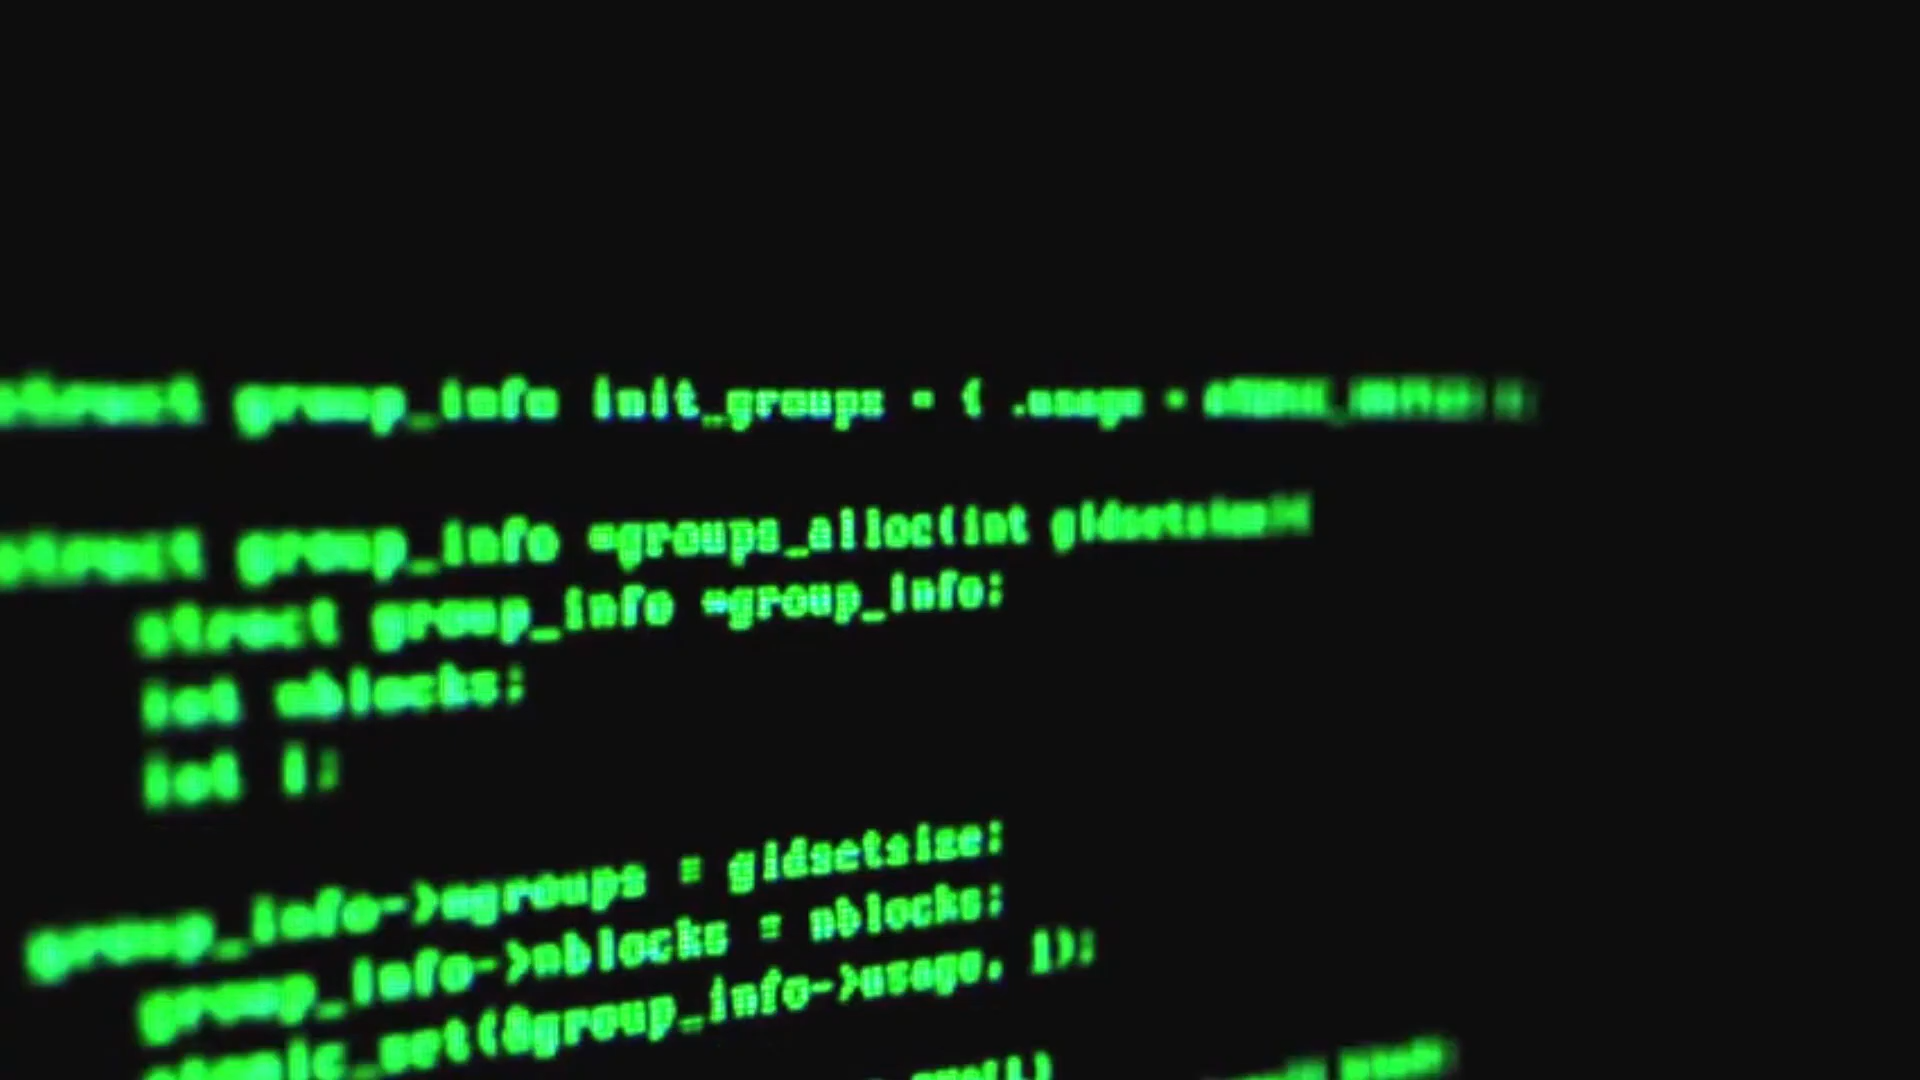 struct group_info init_groups = { .usage =
struct group_info *groups_alloc(int gidsetsize){
struct group_info *group_info;
int nblocks;
int i;
group_info->ngroups = gidsetsize;
group_info->nblocks = nblocks;
atomic_set(&group_info->usage, 1);